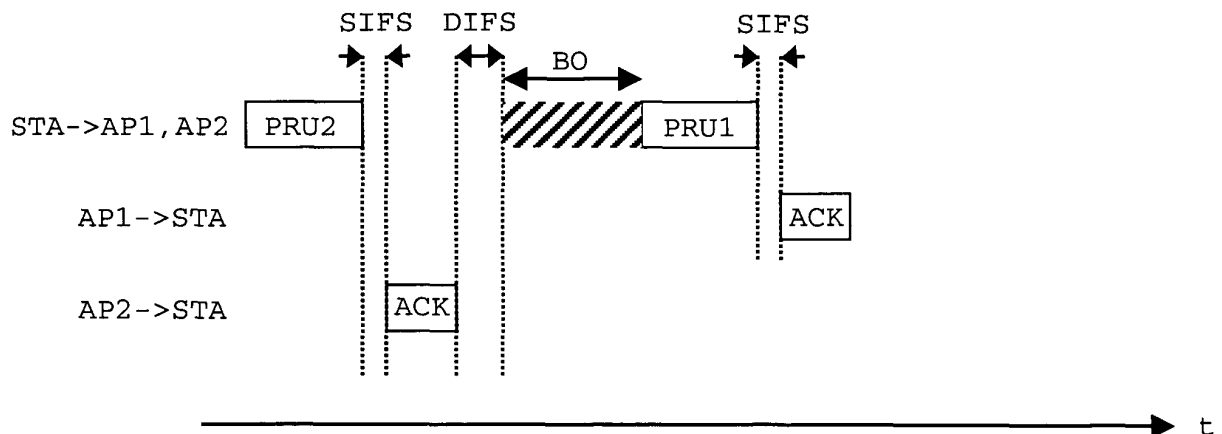 SIFS DIFS SIFS
BO
STA->AP1,AP2 PRU2 PRU1
AP1->STA ACK
AP2->STA ACK
t